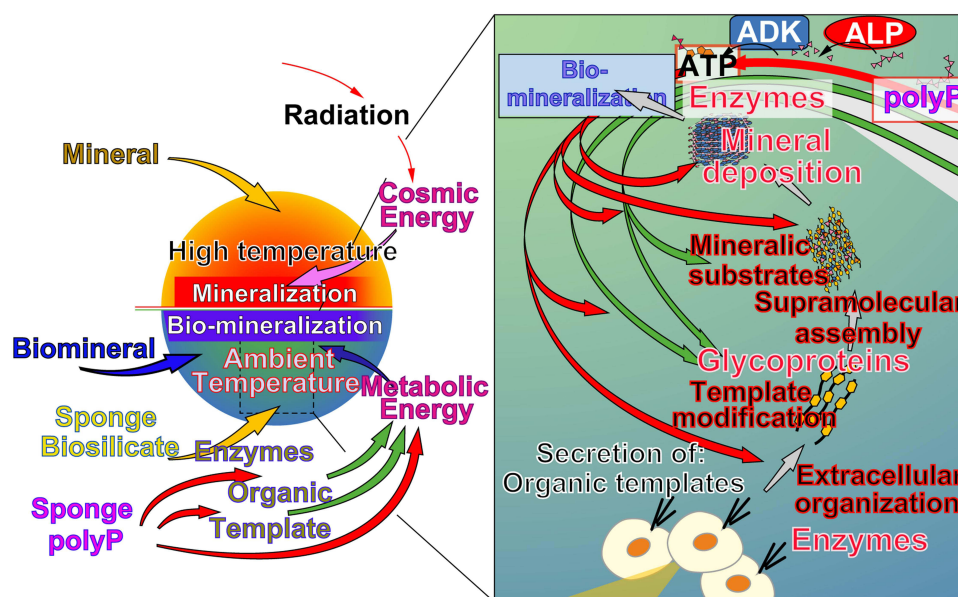 Radiation
Mineral
Cosmic
Energy
High temperature
Mineralization
Bio-mineralization
Biomineral
Ambient
Temperature
Metabolic
Energy
Sponge
Biosilicate
Enzymes
Organic
Template
Sponge
polyP
ADK
ALP
Bio-
mineralization
ATP
Enzymes
polyP
Mineral
deposition
Mineralic
substrates
Supramolecular
assembly
Glycoproteins
Template
modification
Secretion of:
Organic templates
Extracellular
organization
Enzymes